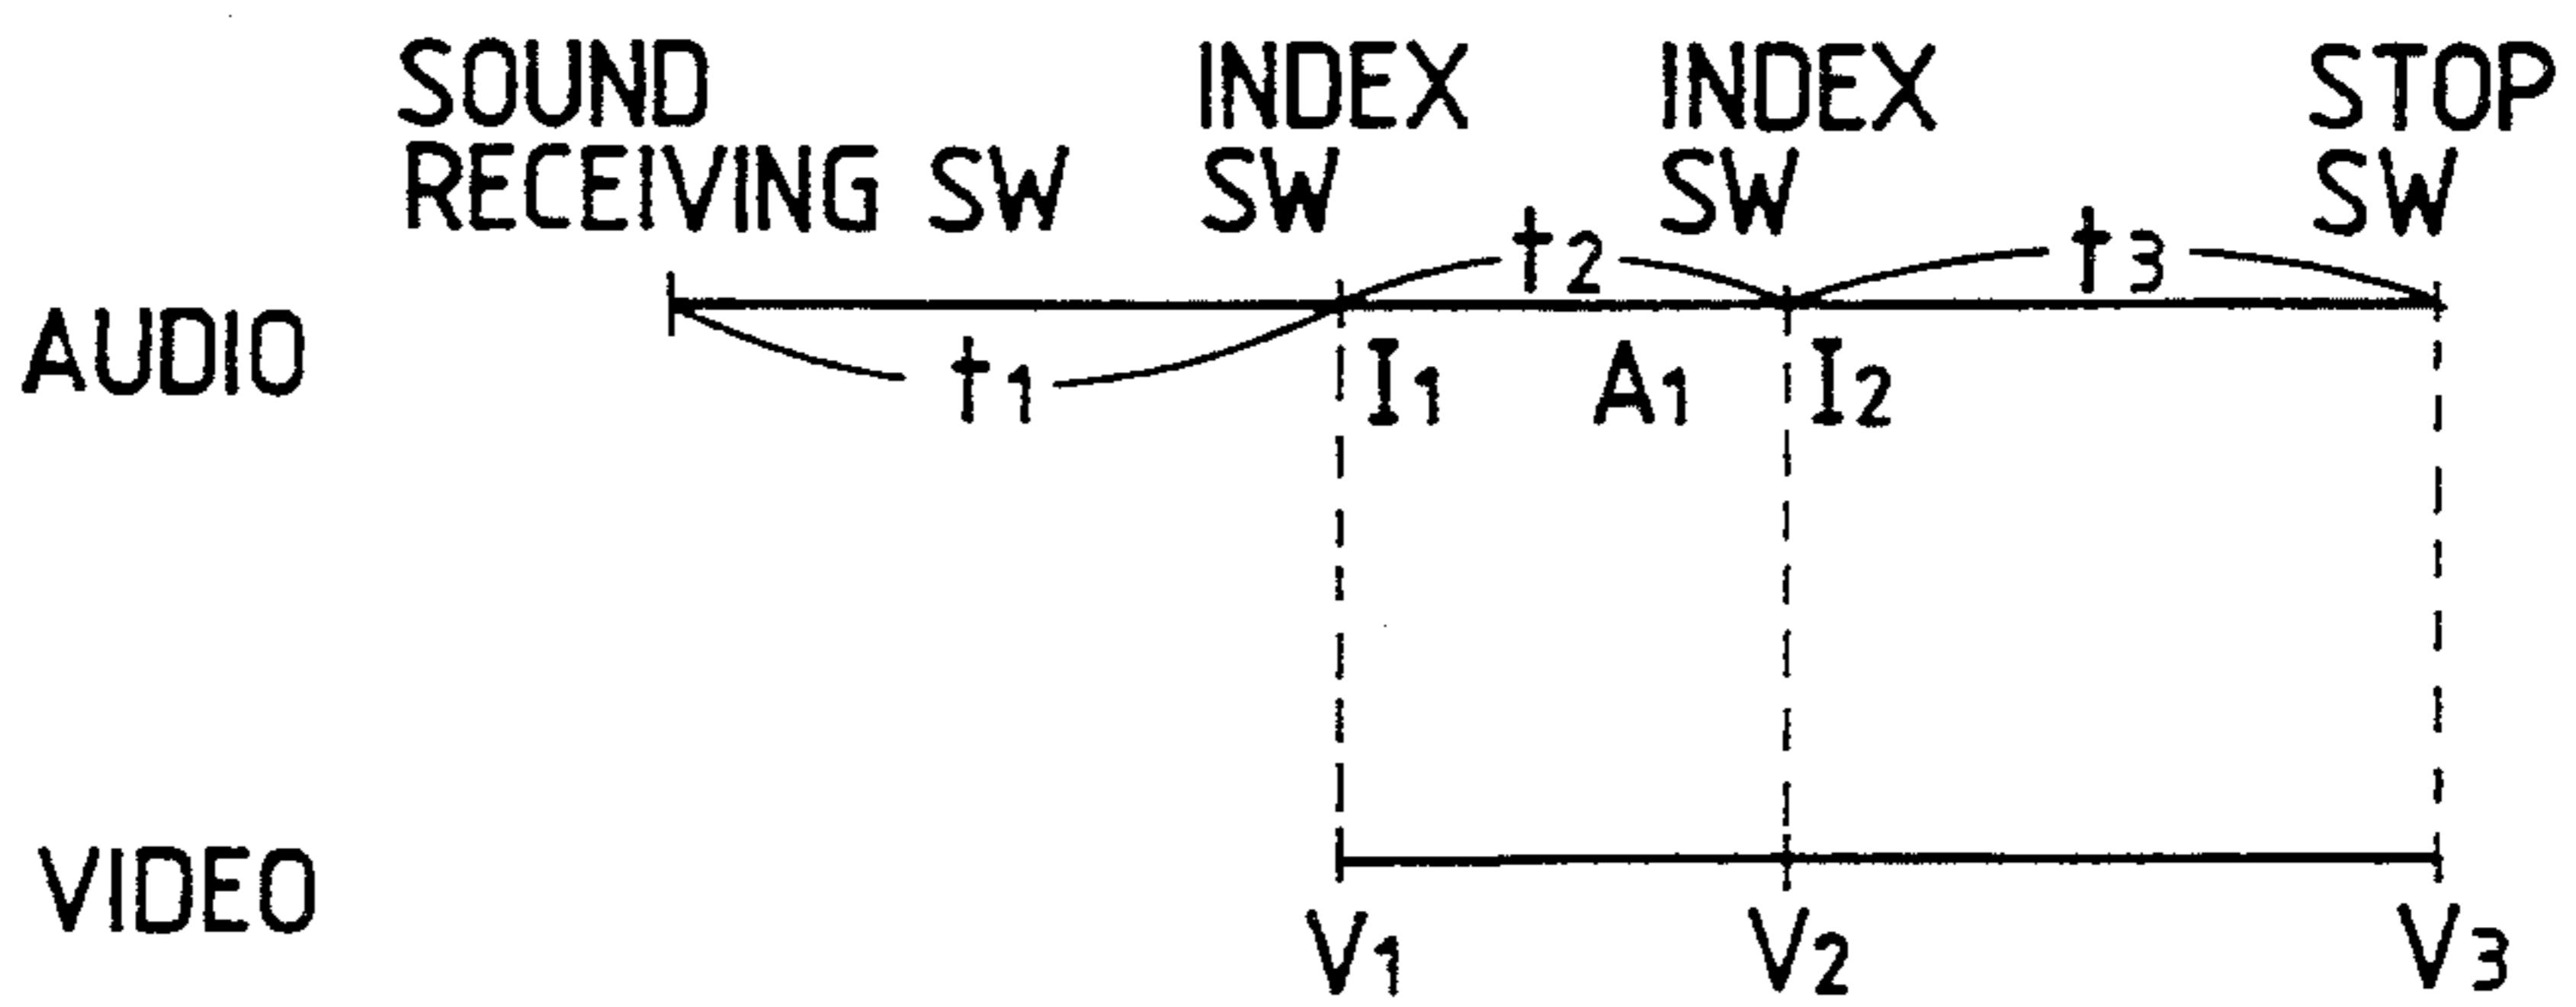 SOUND
RECEIVING SW
INDEX
SW
INDEX
SW
STOP
SW
t2
t3
AUDIO
t1
I1
A1
I2
VIDEO
V1
V2
V3